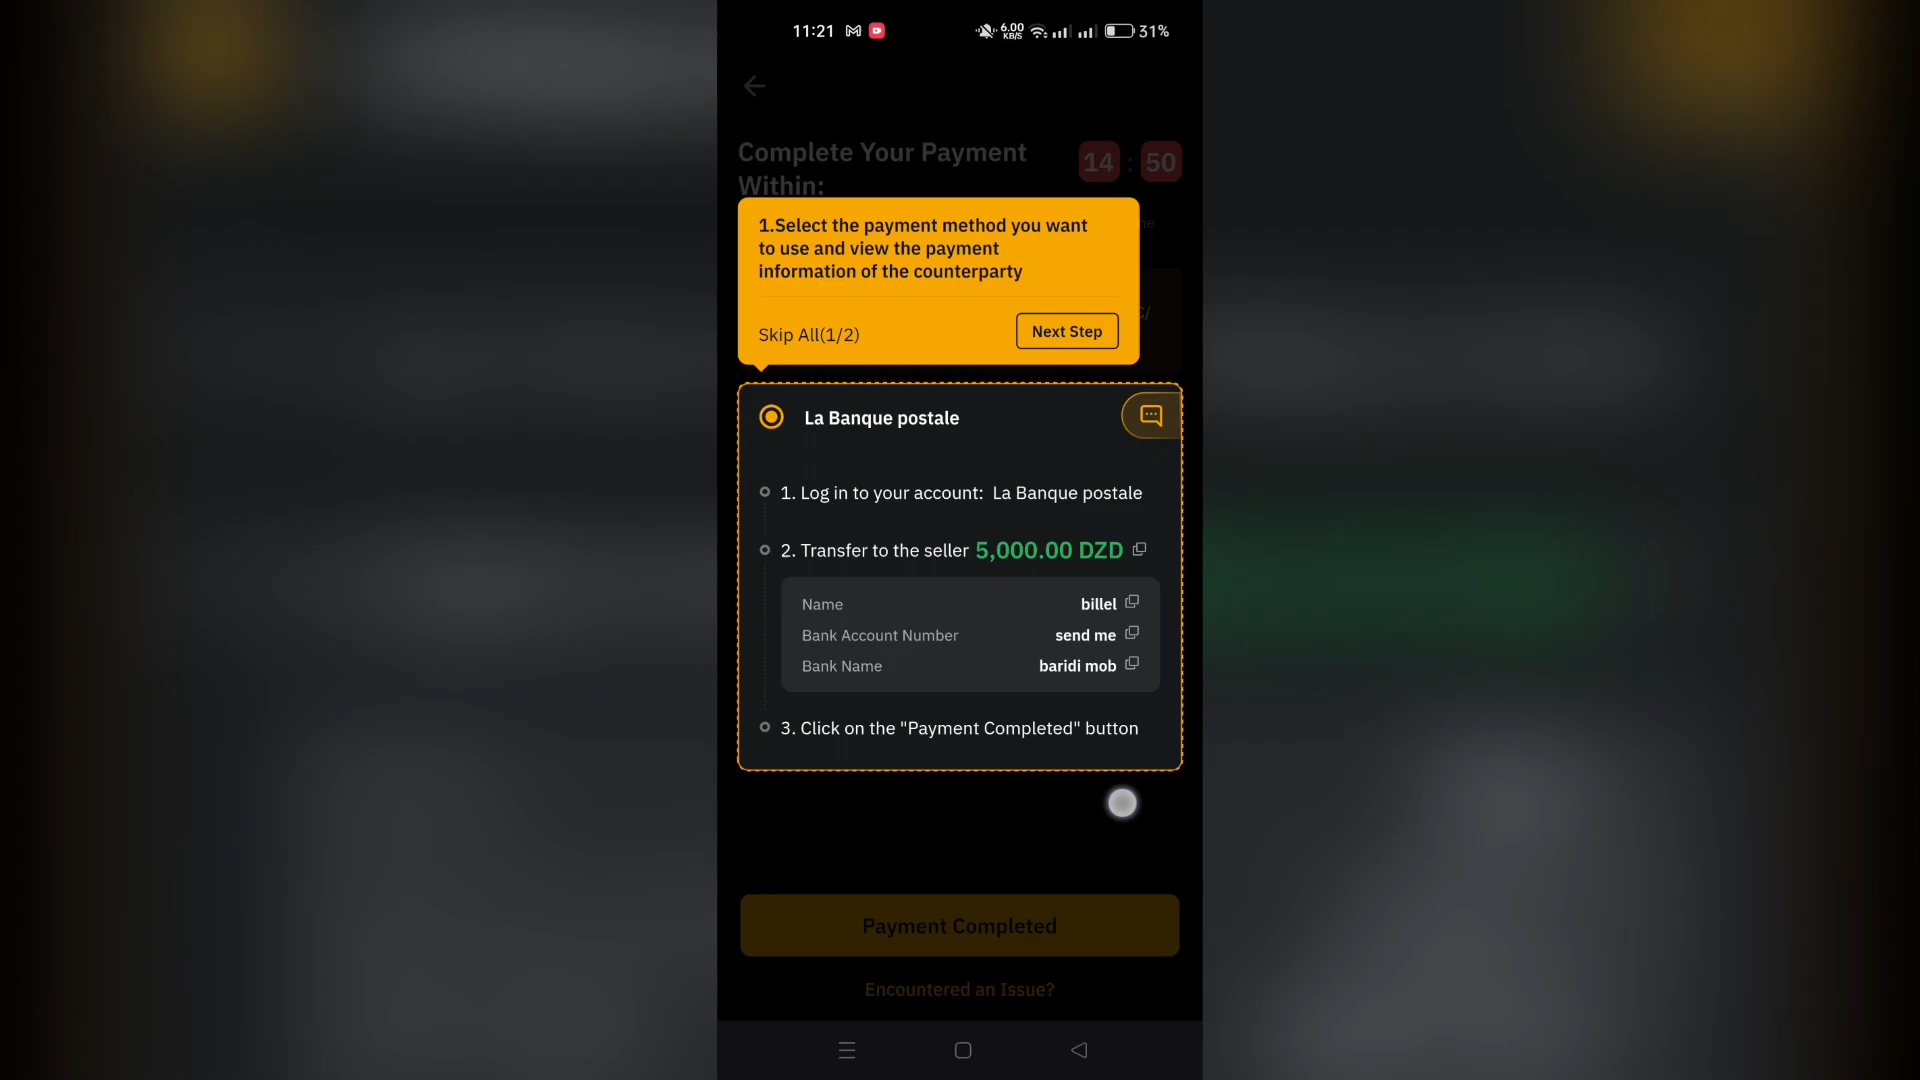 11:21
6.00
KB/S
31%
Complete Your Payment
Within:
14 : 50
ne
1.Select the payment method you want
to use and view the payment
information of the counterparty
C/
Skip All(1/2)
Next Step
La Banque postale
1. Log in to your account: La Banque postale
2. Transfer to the seller 5,000.00 DZD
Name billel
Bank Account Number send me
Bank Name baridi mob
3. Click on the "Payment Completed" button
Payment Completed
Encountered an Issue?